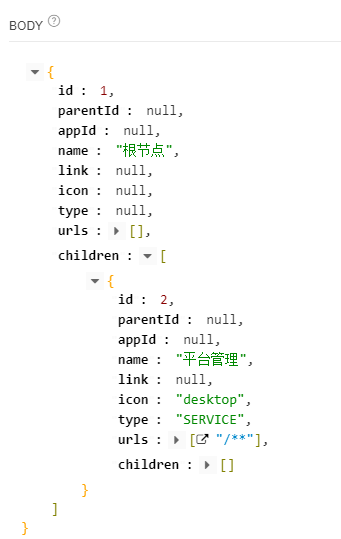 BODY ?
{
id : 1,
parentId : null,
appId : null,
name : "根节点",
link : null,
icon : null,
type : null,
urls : [],
children : [
{
id : 2,
parentId : null,
appId : null,
name : "平台管理",
link : null,
icon : "desktop",
type : "SERVICE",
urls : ["/**"],
children : []
}
]
}